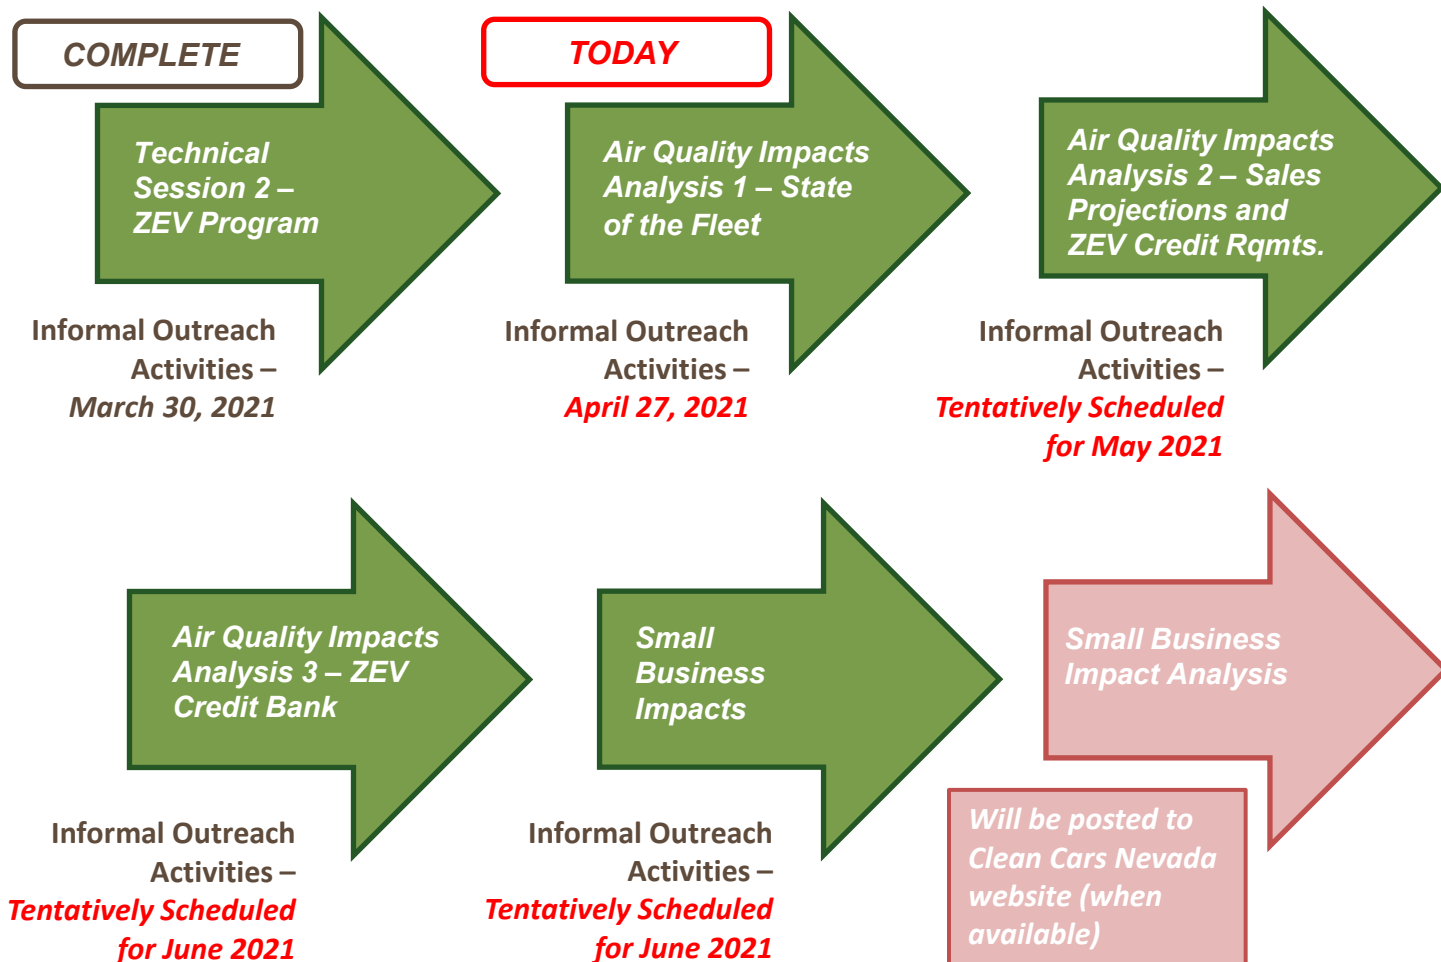 COMPLETE
Technical
Session 2 –
ZEV Program
Informal Outreach
Activities –
March 30, 2021
TODAY
Air Quality Impacts
Analysis 1 – State
of the Fleet
Informal Outreach
Activities –
April 27, 2021
Air Quality Impacts
Analysis 2 – Sales
Projections and
ZEV Credit Rqmts.
Informal Outreach
Activities –
Tentatively Scheduled
for May 2021
Air Quality Impacts
Analysis 3 – ZEV
Credit Bank
Informal Outreach
Activities –
Tentatively Scheduled
for June 2021
Small
Business
Impacts
Informal Outreach
Activities –
Tentatively Scheduled
for June 2021
Small Business
Impact Analysis
Will be posted to
Clean Cars Nevada
website (when
available)